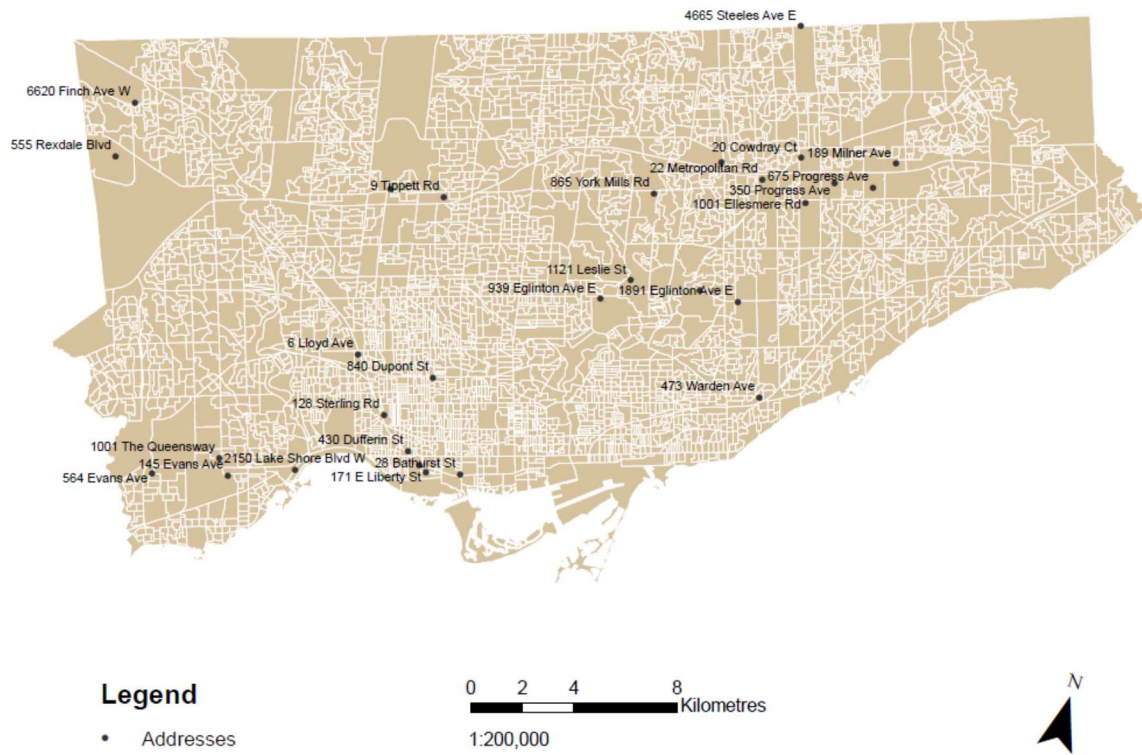 4665 Steeles Ave E
6620 Finch Ave W
555 Rexdale Blvd
20 Cowdray Ct
189 Milner Ave
22 Metropolitan Rd
675 Progress Ave
9 Tippett Rd
865 York Mills Rd
350 Progress Ave
1001 Ellesmere Rd
1121 Leslie St
939 Eglinton Ave E
1891 Eglinton Ave E
6 Lloyd Ave
840 Dupont St
473 Warden Ave
128 Sterling Rd
430 Dufferin St
1001 The Queensway
2150 Lake Shore Blvd W
28 Bathurst St
145 Evans Ave
564 Evans Ave
171 E Liberty St
Legend
Addresses
0 2 4 8
Kilometres
1:200,000
N